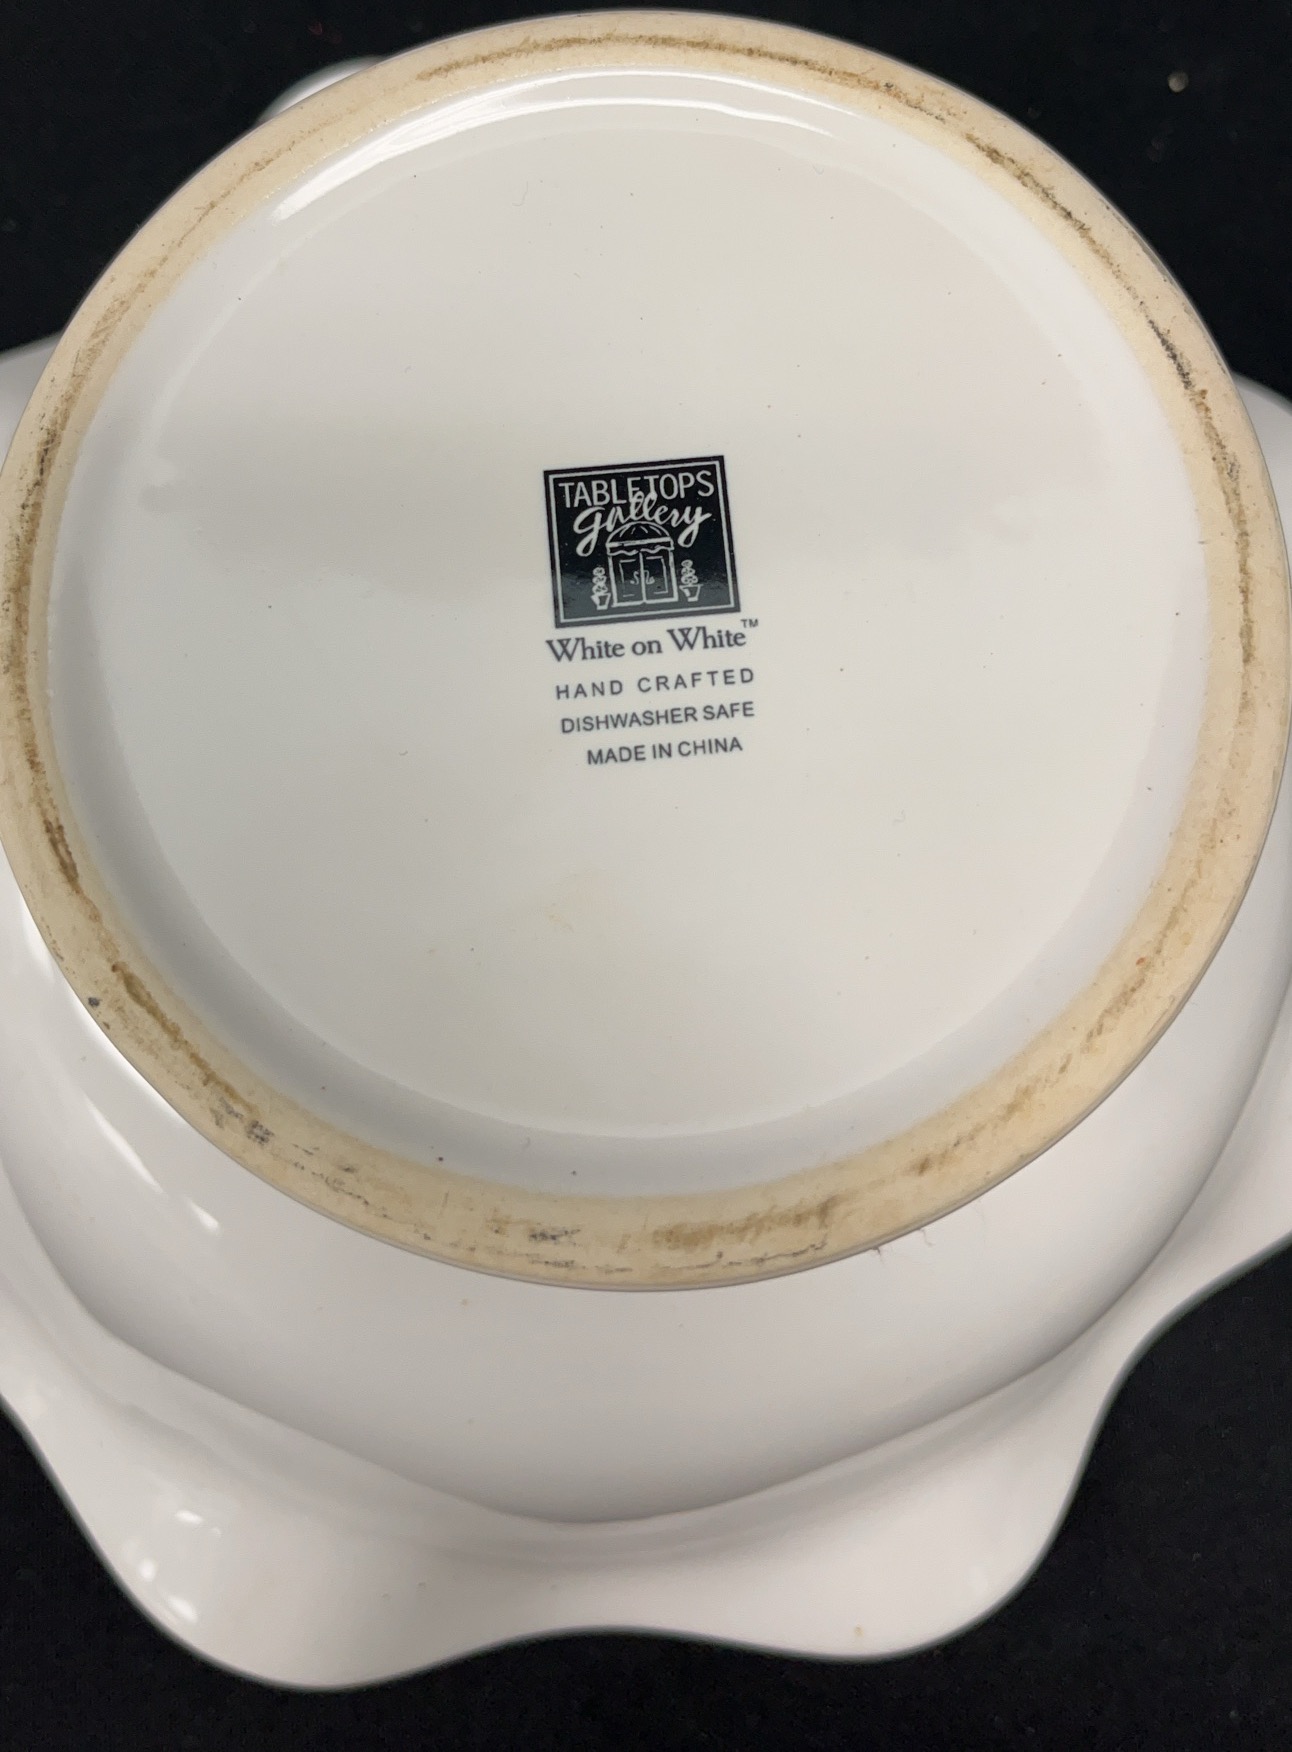 TABLETOPS
gallery
White on White™
HAND CRAFTED
DISHWASHER SAFE
MADE IN CHINA